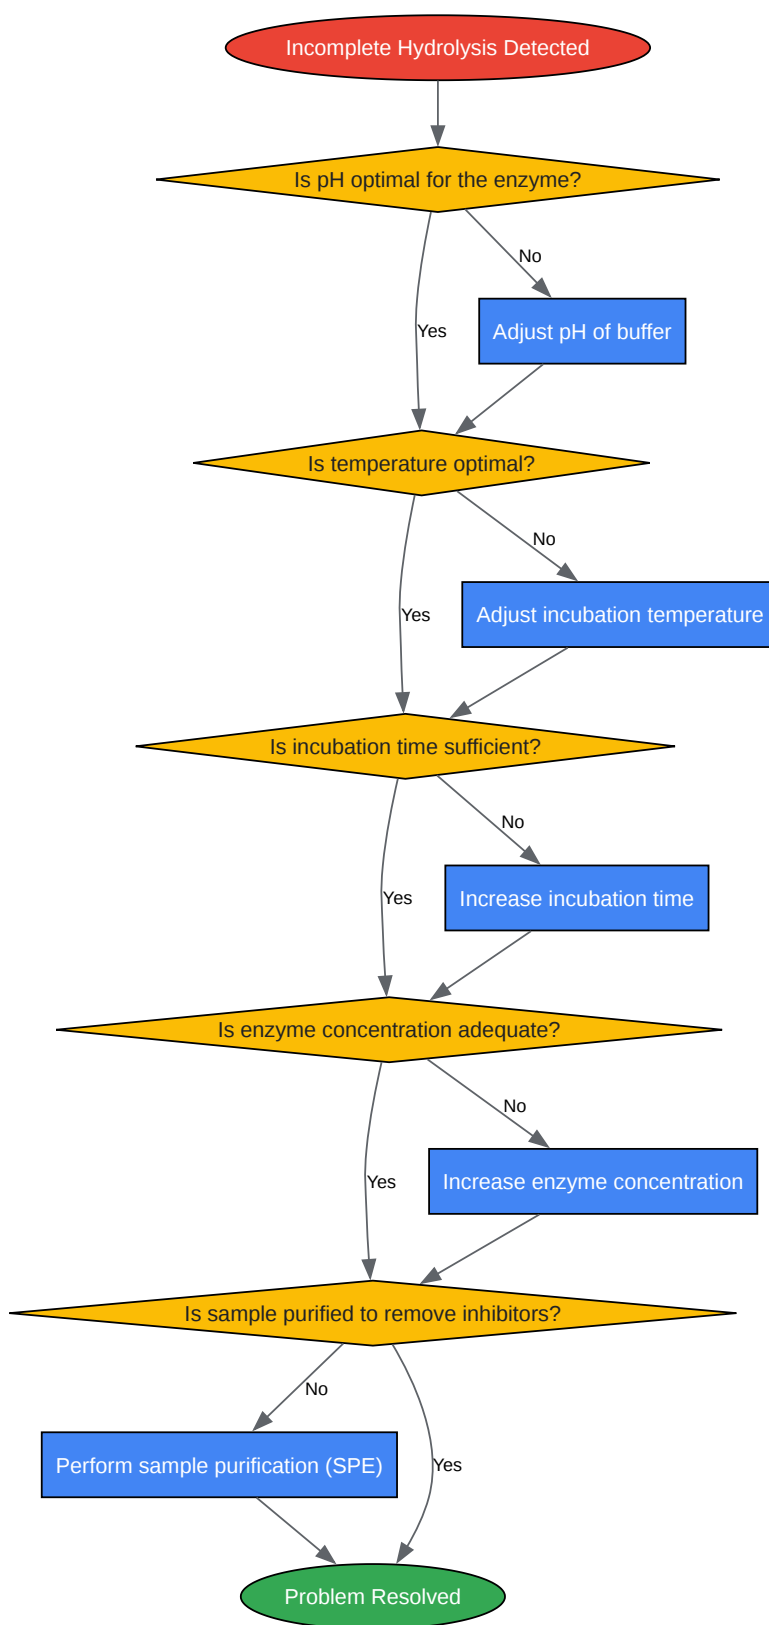 Incomplete Hydrolysis Detected
Is pH optimal for the enzyme?
No
Yes
Adjust pH of buffer
Is temperature optimal?
No
Yes
Adjust incubation temperature
Is incubation time sufficient?
No
Yes
Increase incubation time
Is enzyme concentration adequate?
No
Yes
Increase enzyme concentration
Is sample purified to remove inhibitors?
No
Yes
Perform sample purification (SPE)
Problem Resolved